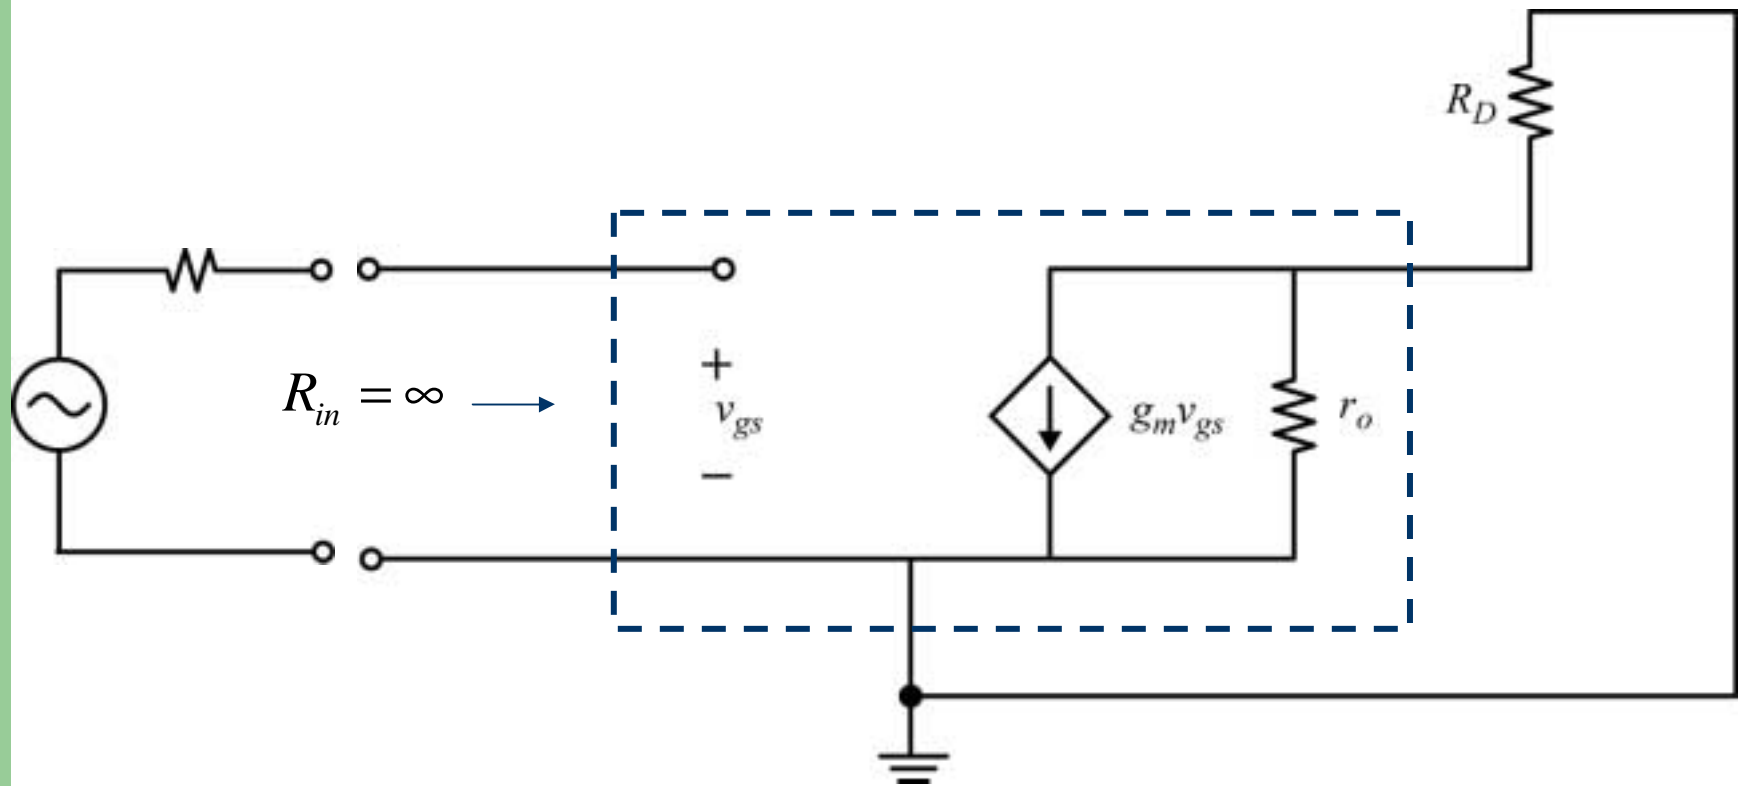 R_D
R_in = ∞
+
v_gs
−
g_m v_gs
r_o